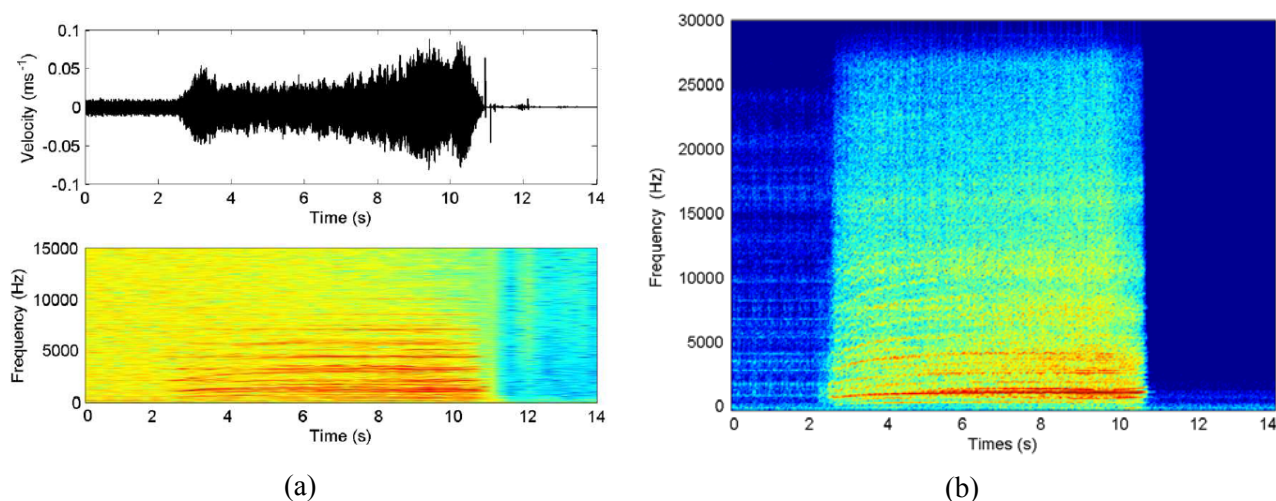 0.1
0.05
0
-0.05
-0.1
Velocity (ms⁻¹)
0 2 4 6 8 10 12 14
Time (s)
15000
10000
5000
0
Frequency (Hz)
0 2 4 6 8 10 12 14
Time (s)
(a)
30000
25000
20000
15000
10000
5000
0
Frequency (Hz)
0 2 4 6 8 10 12 14
Times (s)
(b)